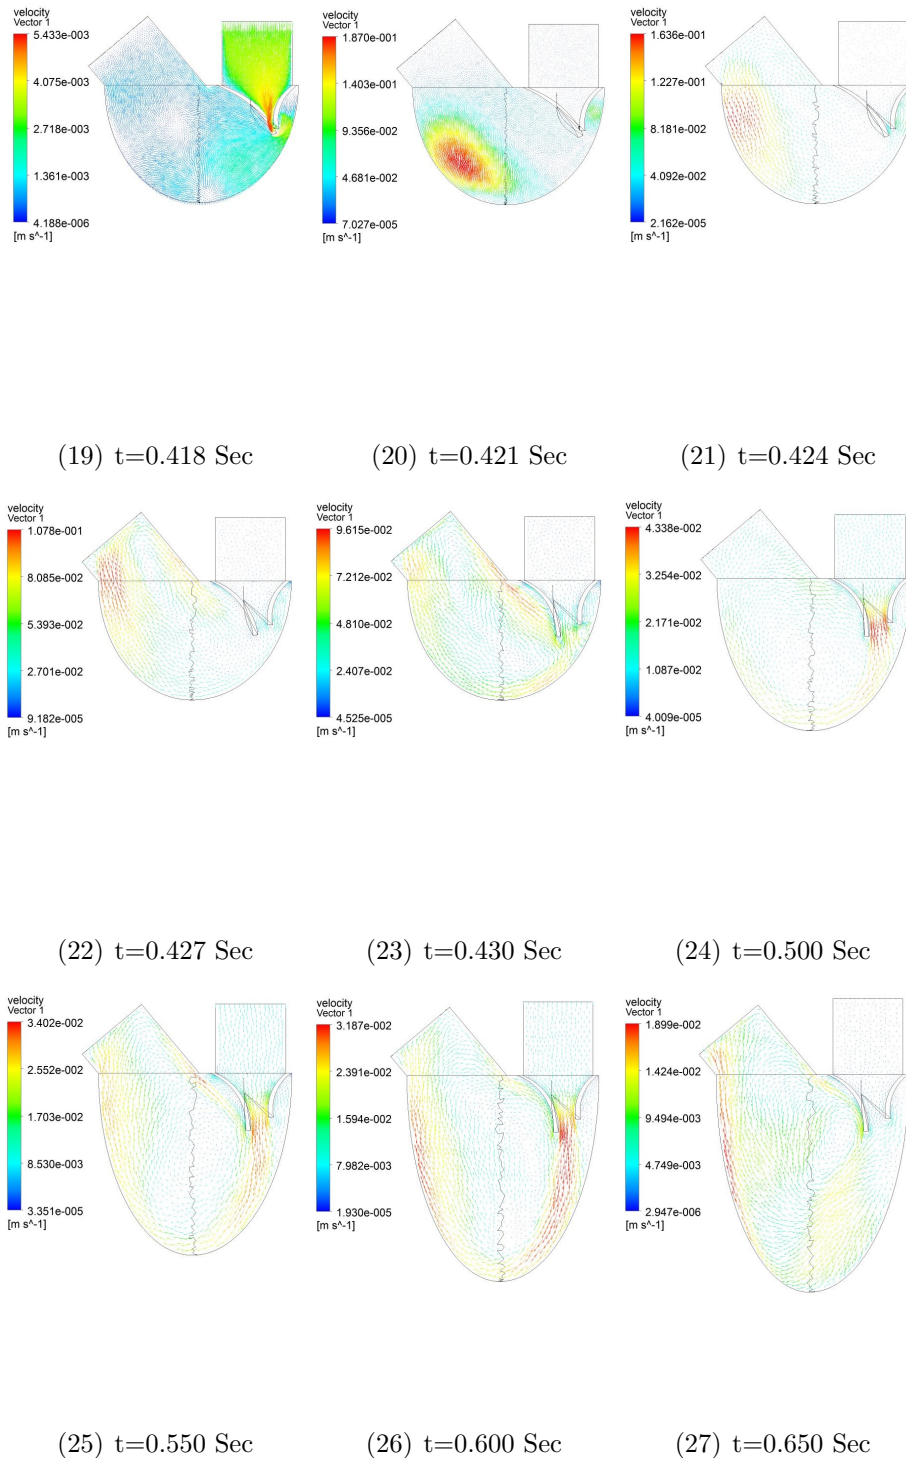 velocity
Vector 1
5.433e-003
4.075e-003
2.718e-003
1.361e-003
4.188e-006
[m s^-1]
velocity
Vector 1
1.870e-001
1.403e-001
9.356e-002
4.681e-002
7.027e-005
[m s^-1]
velocity
Vector 1
1.636e-001
1.227e-001
8.181e-002
4.092e-002
2.162e-005
[m s^-1]
(19) t=0.418 Sec
(20) t=0.421 Sec
(21) t=0.424 Sec
velocity
Vector 1
1.078e-001
8.085e-002
5.393e-002
2.701e-002
9.182e-005
[m s^-1]
velocity
Vector 1
9.615e-002
7.212e-002
4.810e-002
2.407e-002
4.525e-005
[m s^-1]
velocity
Vector 1
4.338e-002
3.254e-002
2.171e-002
1.087e-002
4.009e-005
[m s^-1]
(22) t=0.427 Sec
(23) t=0.430 Sec
(24) t=0.500 Sec
velocity
Vector 1
3.402e-002
2.552e-002
1.703e-002
8.530e-003
3.351e-005
[m s^-1]
velocity
Vector 1
3.187e-002
2.391e-002
1.594e-002
7.982e-003
1.930e-005
[m s^-1]
velocity
Vector 1
1.899e-002
1.424e-002
9.494e-003
4.749e-003
2.947e-006
[m s^-1]
(25) t=0.550 Sec
(26) t=0.600 Sec
(27) t=0.650 Sec